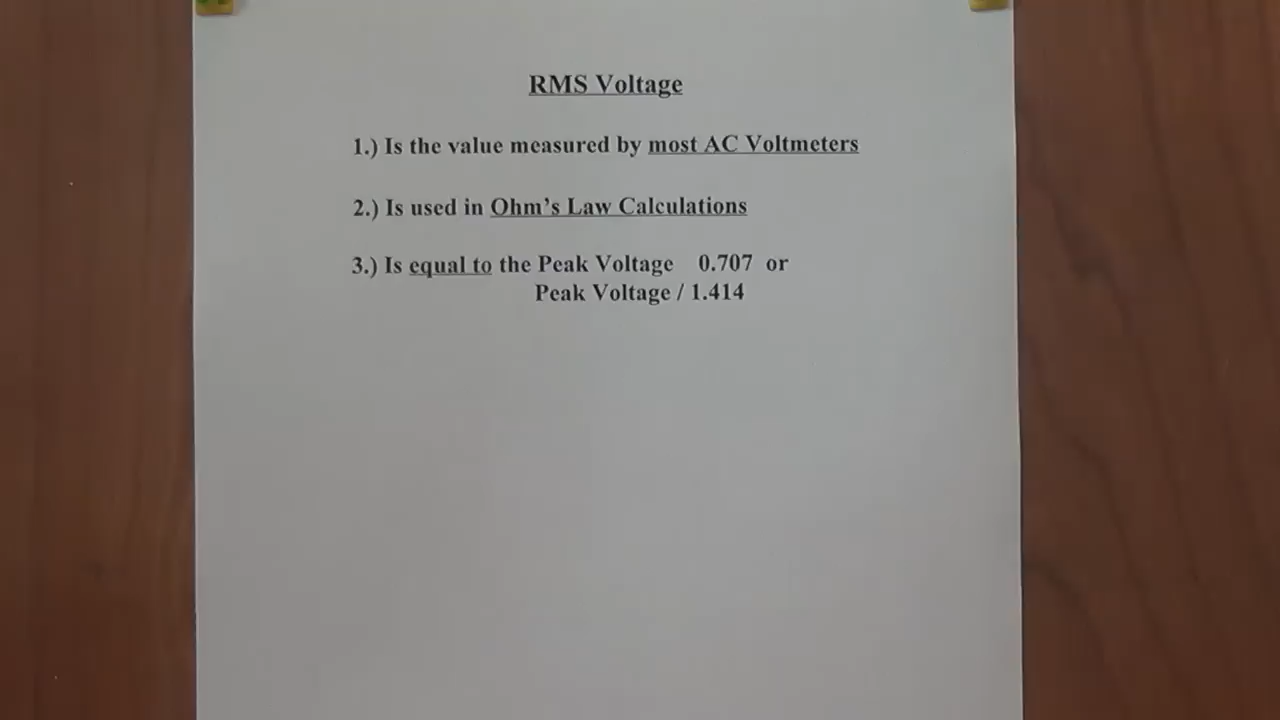 RMS Voltage
1.) Is the value measured by most AC Voltmeters
2.) Is used in Ohm's Law Calculations
3.) Is equal to the Peak Voltage 0.707 or
Peak Voltage / 1.414